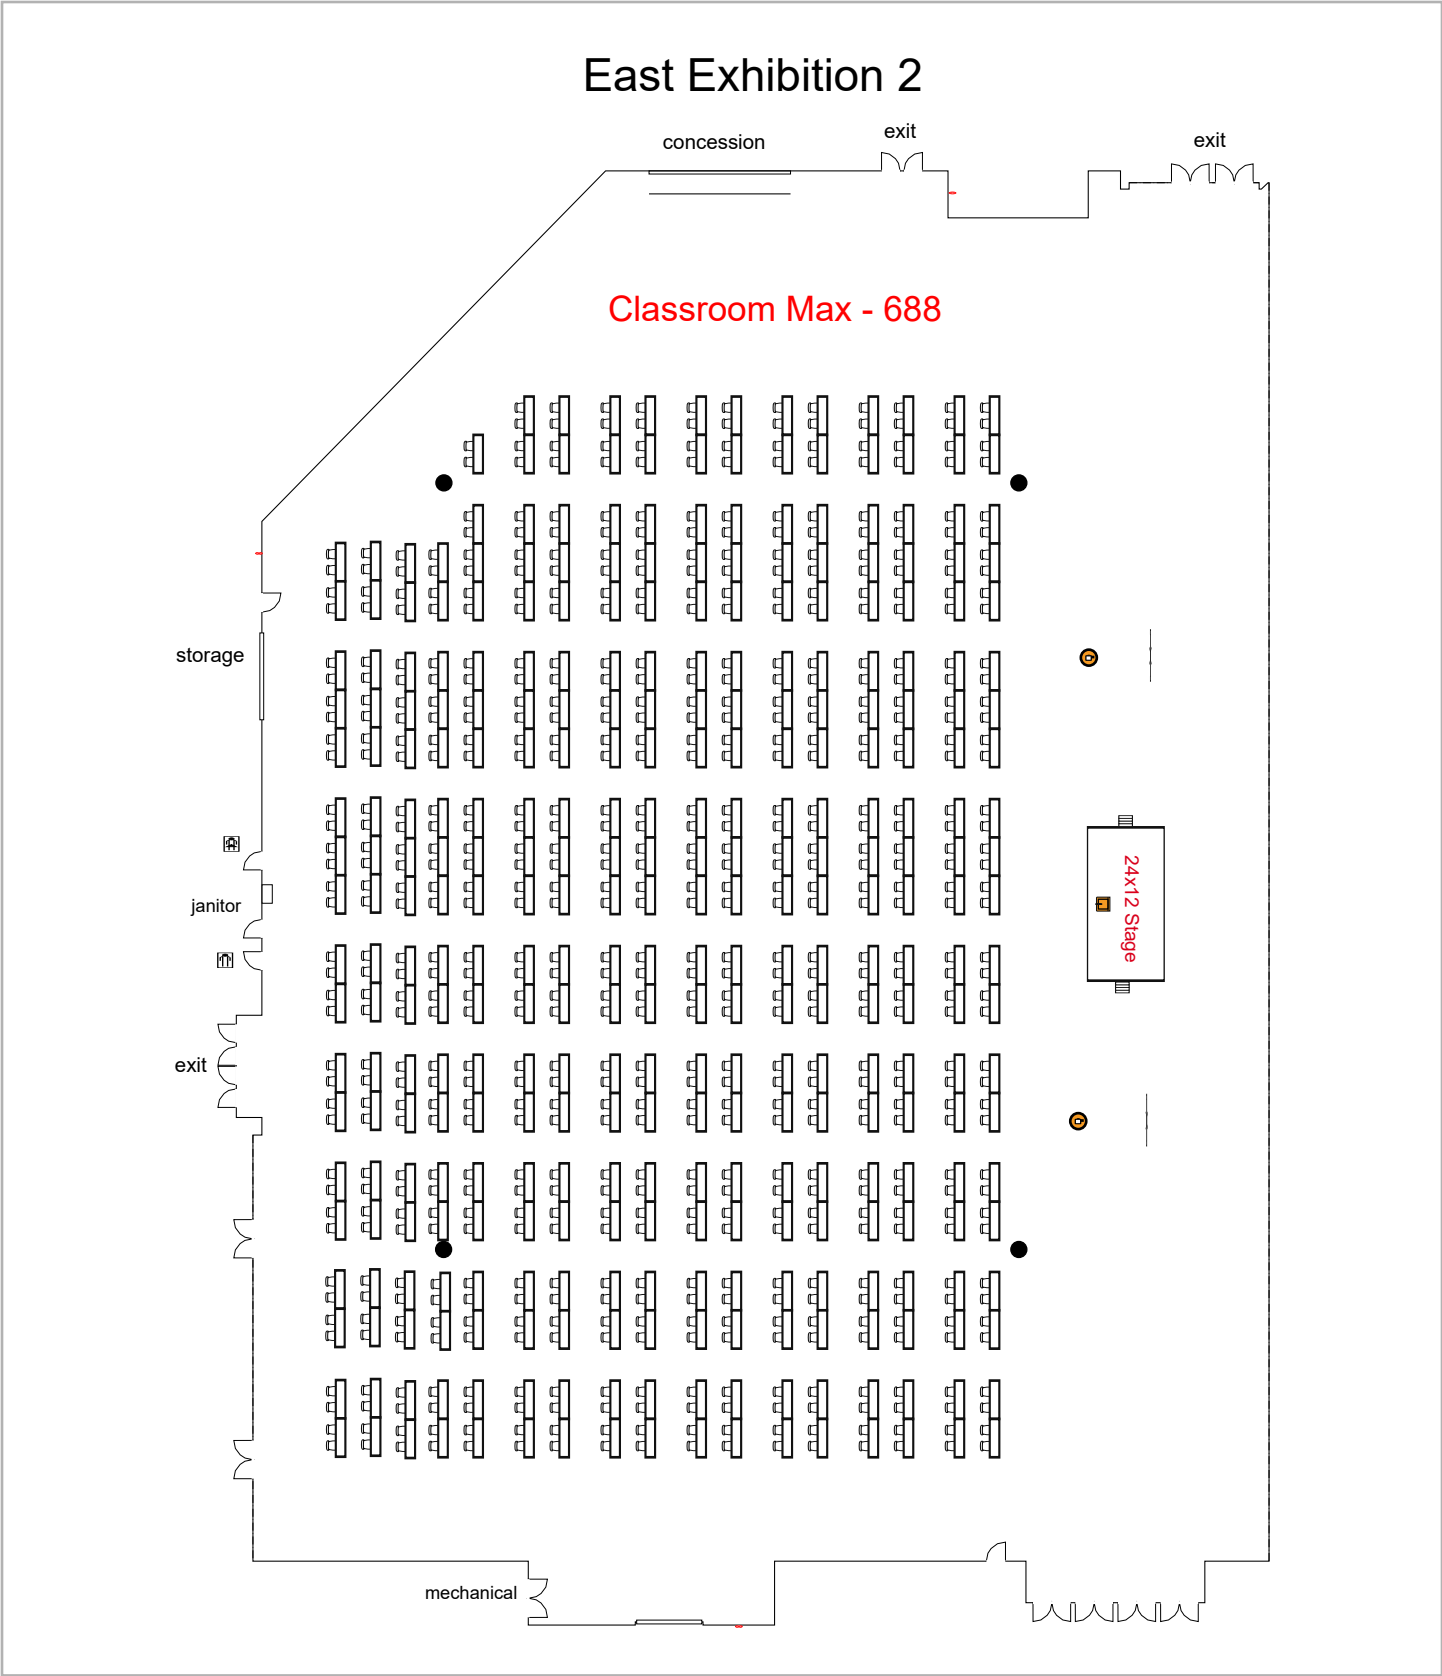 East Exhibition 2
concession
exit
exit
Classroom Max - 688
storage
24x12 Stage
janitor
exit
mechanical